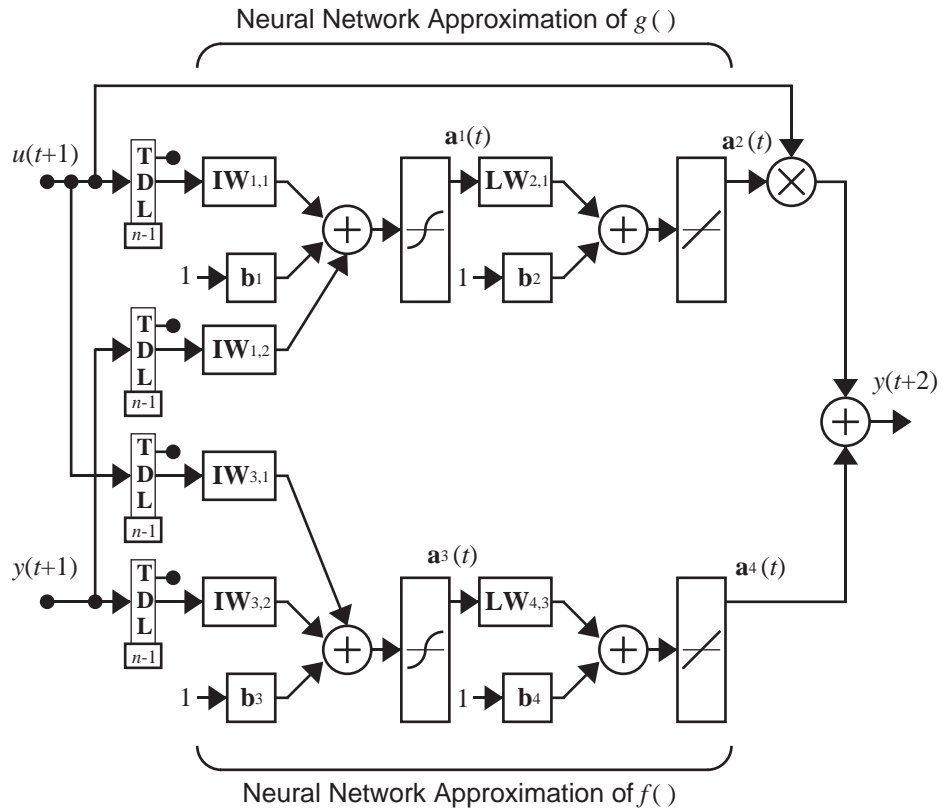 Neural Network Approximation of g ( )
u(t+1)
T
D
L
n-1
IW1,1
1
b1
a1(t)
LW2,1
1
b2
a2 (t)
T
D
L
n-1
IW1,2
y(t+2)
T
D
L
n-1
IW3,1
y(t+1)
T
D
L
n-1
IW3,2
1
b3
a3 (t)
LW4,3
1
b4
a4 (t)
Neural Network Approximation of f ( )